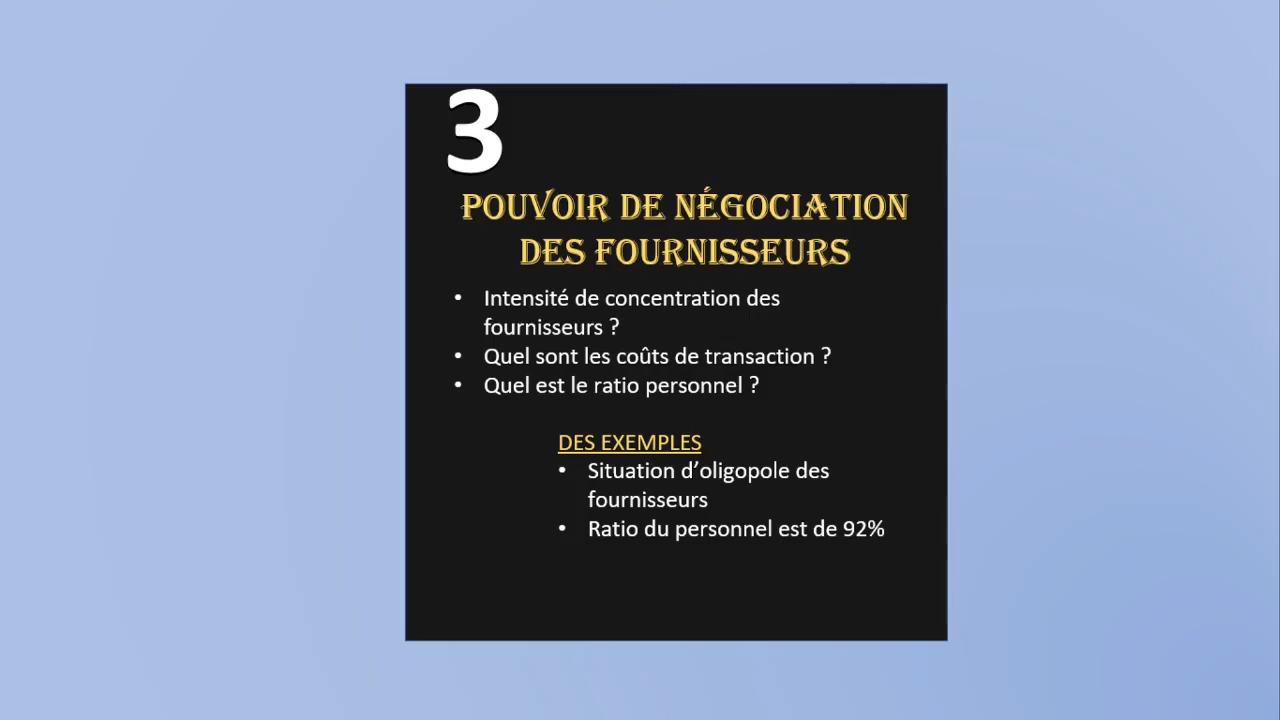 3
POUVOIR DE NÉGOCIATION
DES FOURNISSEURS
• Intensité de concentration des
fournisseurs ?
• Quel sont les coûts de transaction ?
• Quel est le ratio personnel ?
DES EXEMPLES
• Situation d’oligopole des
fournisseurs
• Ratio du personnel est de 92%